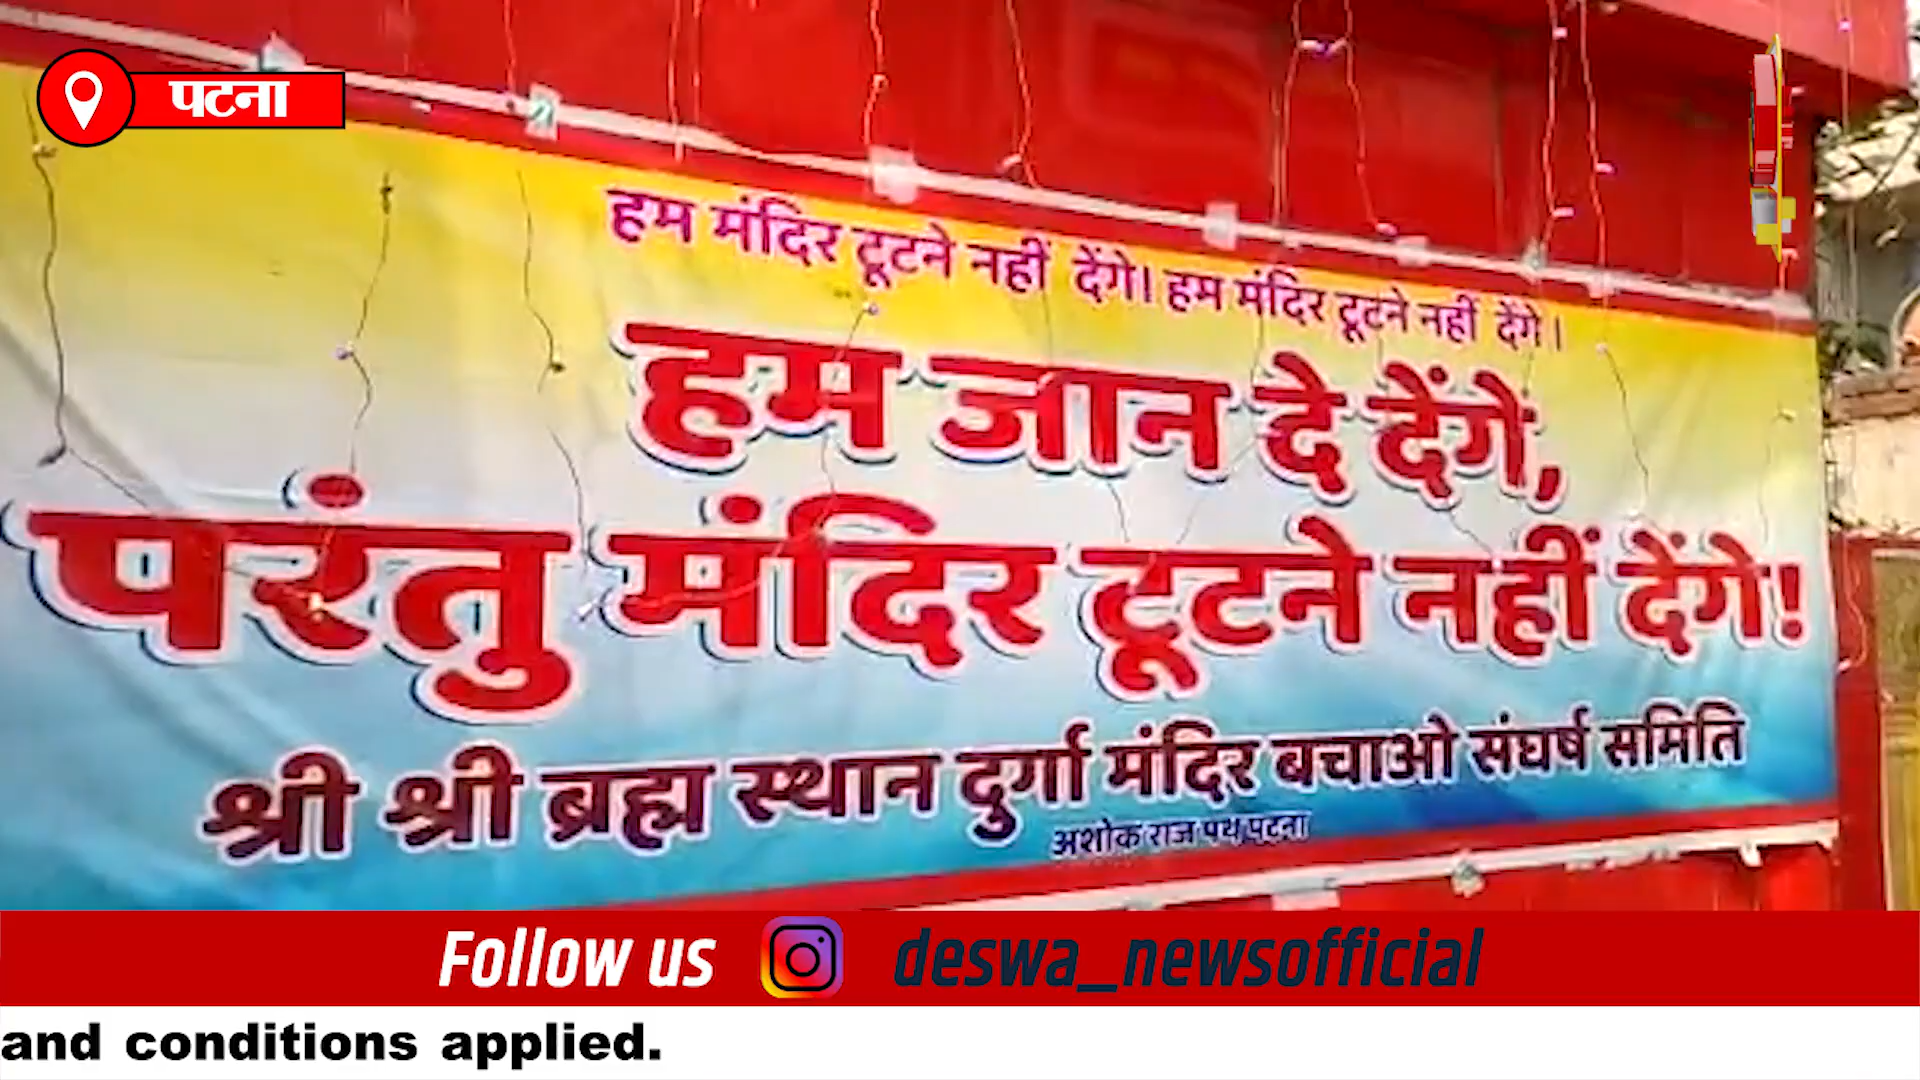 पटना
हम मंदिर टूटने नहीं देंगे। हम मंदिर टूटने नहीं देंगे।
हम जान दे देंगे,
परंतु मंदिर टूटने नहीं देंगे!
श्री श्री ब्रह्म स्थान दुर्गा मंदिर बचाओ संघर्ष समिति
अशोक राज पथ, पटना
Follow us deswa_newsofficial
and conditions applied.